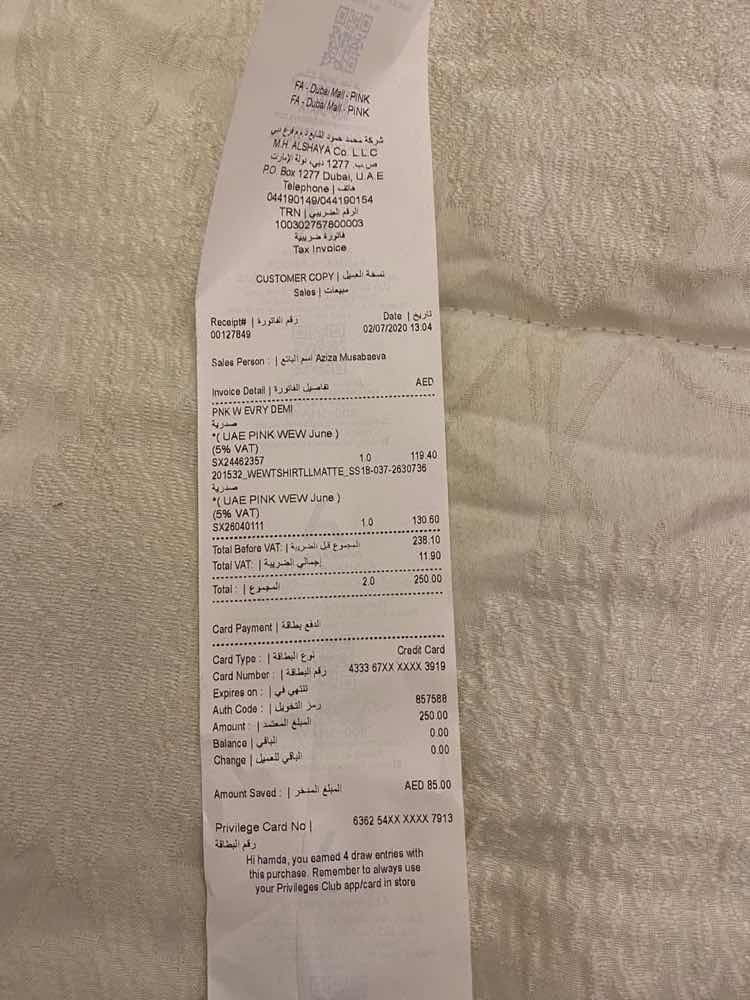 FA - Dubai Mall - PINK
FA - Dubai Mall - PINK
شركة محمد حمود الشايع ذ.م.م فرع دبي
M.H. ALSHAYA Co. L.L.C
ص.ب. 1277 دبي، دولة الإمارات
P.O. Box 1277 Dubai, U.A.E
Telephone | هاتف
044190149/044190154
TRN | الرقم الضريبي
100302757800003
فاتورة ضريبية
Tax Invoice
CUSTOMER COPY | نسخة العميل
Sales | مبيعات
Receipt# | رقم الفاتورة Date | تاريخ
00127849 02/07/2020 13:04
Sales Person : | اسم البائع Aziza Musabaeva
Invoice Detail | تفاصيل الفاتورة AED
PNK W EVRY DEMI
صدرية
*( UAE PINK WEW June )
(5% VAT)
SX24462357 1.0 119.40
201532_WEWTSHIRTLLMATTE_SS18-037-2630736
صدرية
*( UAE PINK WEW June )
(5% VAT)
SX26040111 1.0 130.60
Total Before VAT: | المجموع قبل الضريبة 238.10
Total VAT: | إجمالي الضريبة 11.90
Total : | المجموع 2.0 250.00
Card Payment | الدفع بطاقة
Card Type : | نوع البطاقة Credit Card
Card Number : | رقم البطاقة 4333 67XX XXXX 3919
Expires on : | تنتهي في
Auth Code : | رمز التخويل 857588
Amount : | المبلغ المعتمد 250.00
Balance | الباقي 0.00
Change | الباقي للعميل 0.00
Amount Saved : | المبلغ المدخر AED 85.00
Privilege Card No | 6362 54XX XXXX 7913
رقم البطاقة
Hi hamda, you earned 4 draw entries with
this purchase. Remember to always use
your Privileges Club app/card in store